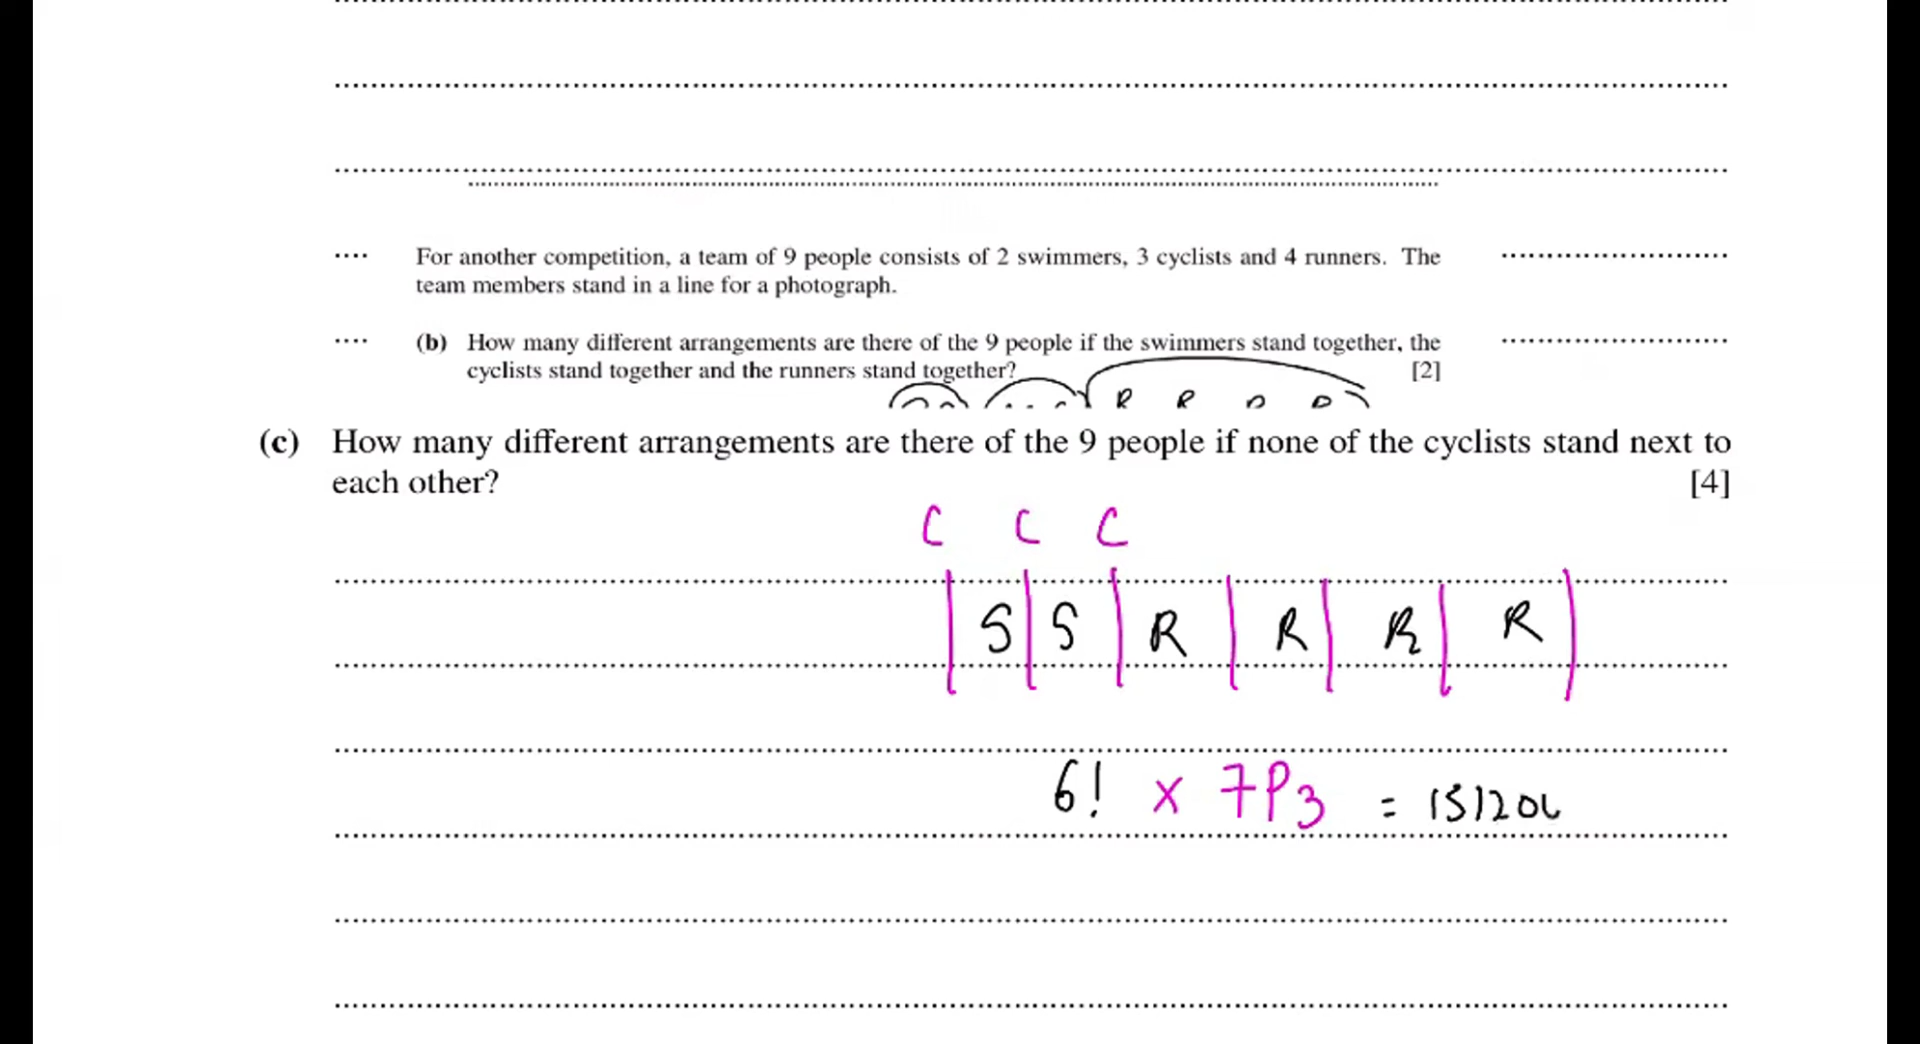 For another competition, a team of 9 people consists of 2 swimmers, 3 cyclists and 4 runners. The
team members stand in a line for a photograph.
(b) How many different arrangements are there of the 9 people if the swimmers stand together, the
cyclists stand together and the runners stand together? [2]
R R
(c) How many different arrangements are there of the 9 people if none of the cyclists stand next to
each other? [4]
C C C
| S | S | R | R | R | R |
6! × 7P3 = 151200